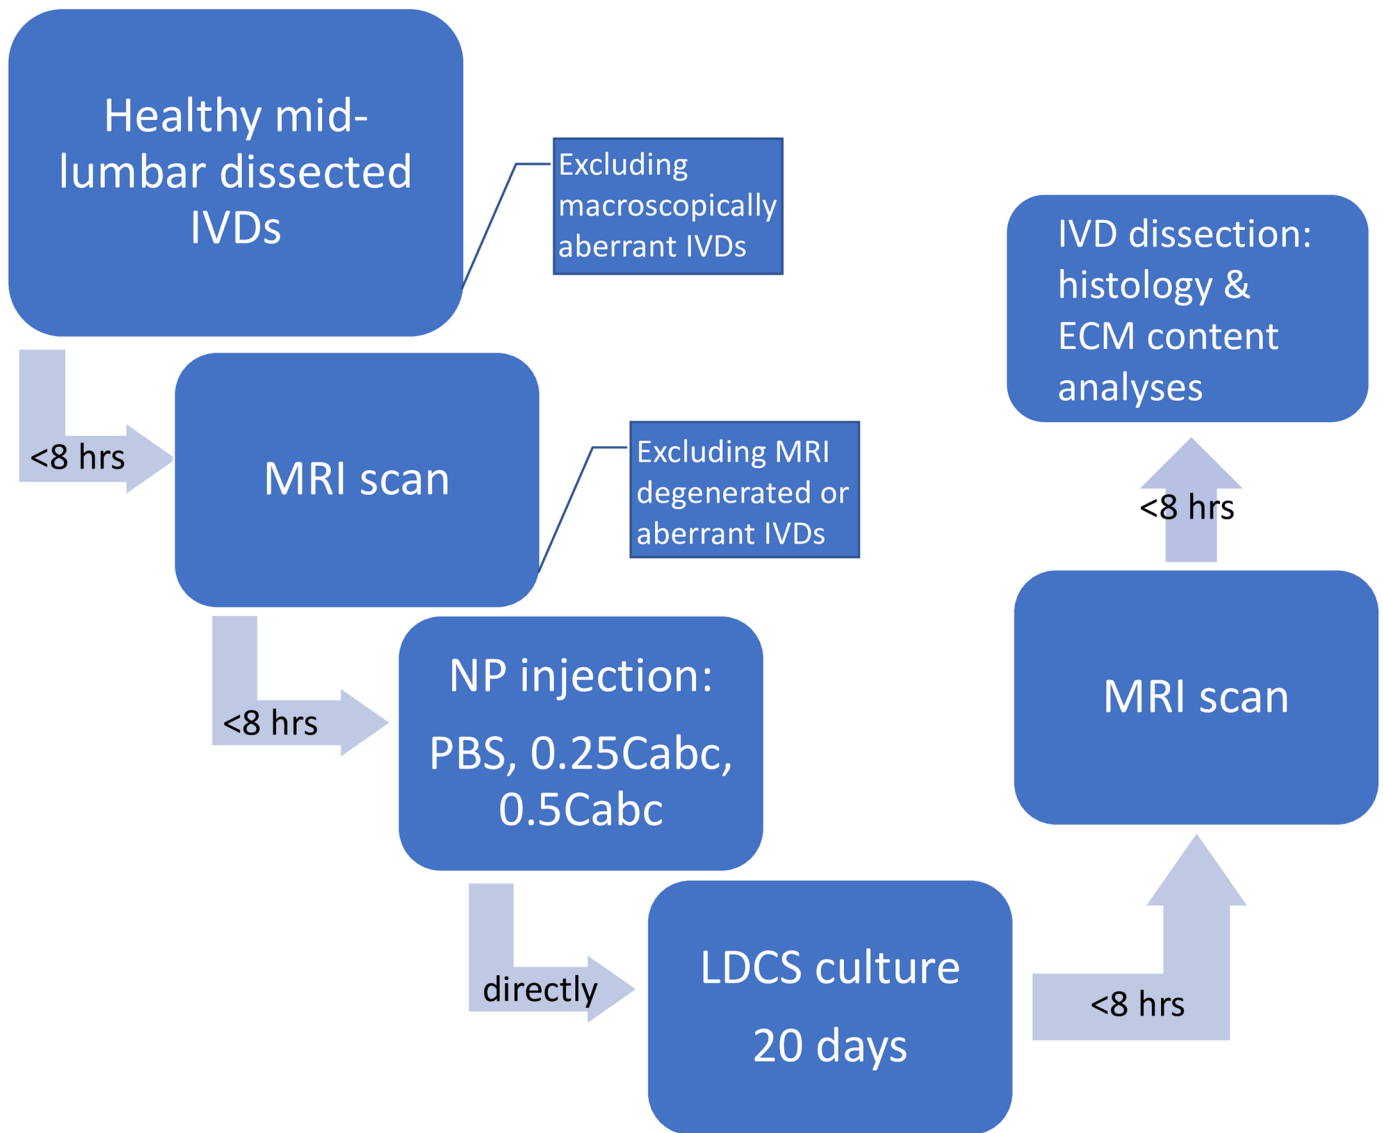 Healthy mid-
lumbar dissected
IVDs
Excluding
macroscopically
aberrant IVDs
<8 hrs
MRI scan
Excluding MRI
degenerated or
aberrant IVDs
<8 hrs
NP injection:
PBS, 0.25Cabc,
0.5Cabc
directly
LDCS culture
20 days
<8 hrs
MRI scan
<8 hrs
IVD dissection:
histology &
ECM content
analyses